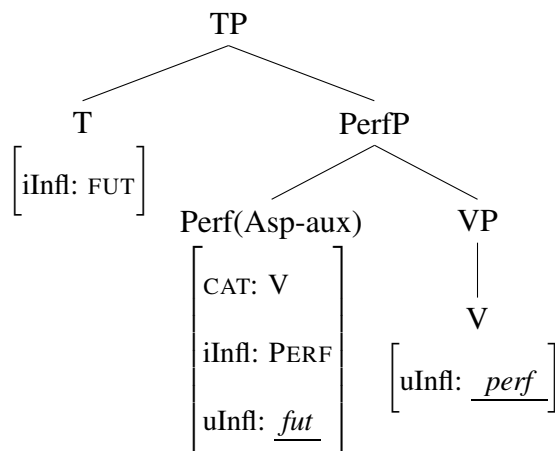 TP
T PerfP
[iInfl: FUT]
Perf(Asp-aux) VP
CAT: V
V
iInfl: PERF
[uInfl: perf]
uInfl: fut